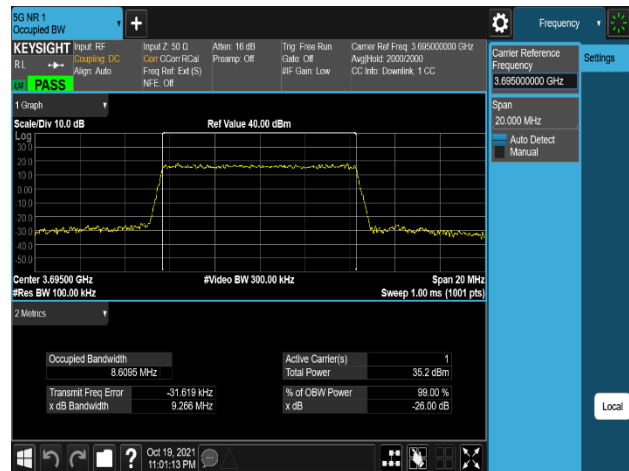 5G NR 1
Occupied BW
Frequency
KEYSIGHT
RL
Input: RF
Coupling: DC
Align: Auto
Input Z: 50 Ω
Corr CCorr RCal
Freq Ref: Ext (S)
NFE: Off
Atten: 16 dB
Preamp: Off
Trig: Free Run
Gate: Off
#IF Gain: Low
Carrier Ref Freq: 3.695000000 GHz
Avg|Hold: 2000/2000
CC Info: Downlink, 1 CC
PASS
Carrier Reference
Frequency
3.695000000 GHz
Settings
Span
20.000 MHz
Auto Detect
Manual
1 Graph
Scale/Div 10.0 dB
Ref Value 40.00 dBm
Log
30.0
20.0
10.0
0.00
-10.0
-20.0
-30.0
-40.0
-50.0
Center 3.69500 GHz
#Video BW 300.00 kHz
Span 20 MHz
#Res BW 100.00 kHz
Sweep 1.00 ms (1001 pts)
2 Metrics
Occupied Bandwidth
8.6095 MHz
Active Carrier(s) 1
Total Power 35.2 dBm
Transmit Freq Error -31.619 kHz
x dB Bandwidth 9.266 MHz
% of OBW Power 99.00 %
x dB -26.00 dB
Local
?
Oct 19, 2021
11:01:13 PM